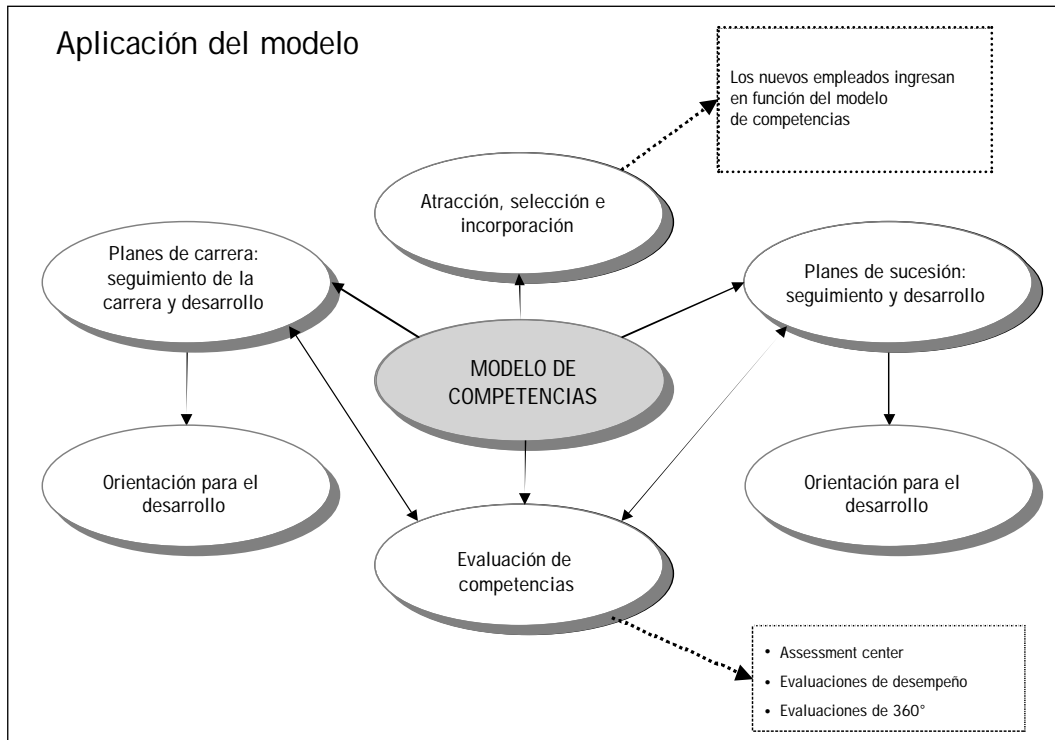 Aplicación del modelo
Los nuevos empleados ingresan
en función del modelo
de competencias
Atracción, selección e
incorporación
Planes de carrera:
seguimiento de la
carrera y desarrollo
Planes de sucesión:
seguimiento y desarrollo
MODELO DE
COMPETENCIAS
Orientación para el
desarrollo
Orientación para el
desarrollo
Evaluación de
competencias
• Assessment center
• Evaluaciones de desempeño
• Evaluaciones de 360°